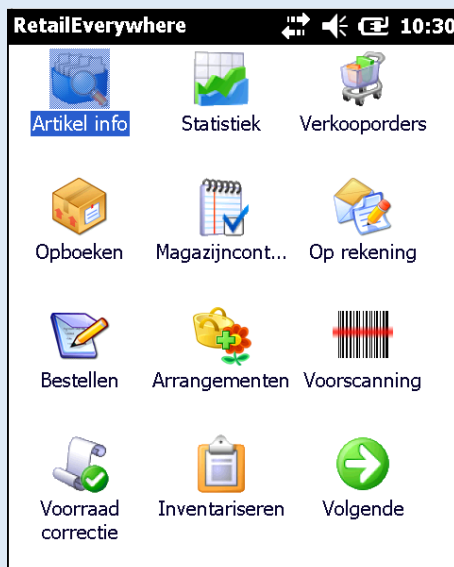 RetailEverywhere 10:30
Artikel info Statistiek Verkooporders
Opboeken Magazijncont... Op rekening
Bestellen Arrangementen Voorscanning
Voorraad Inventariseren Volgende
correctie